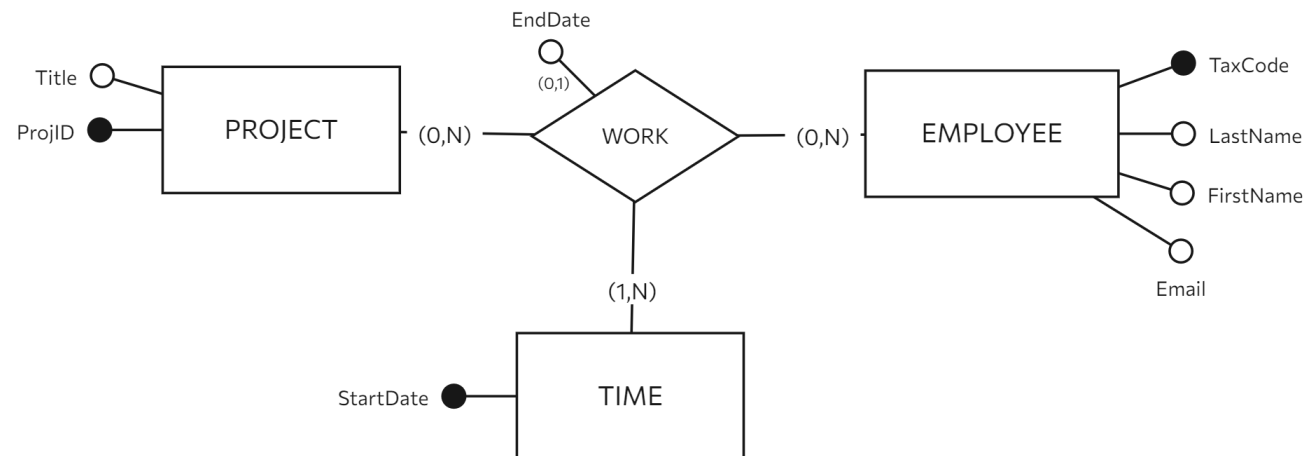 EndDate
Title
(0,1)
TaxCode
ProjID
PROJECT
(0,N)
WORK
(0,N)
EMPLOYEE
LastName
FirstName
Email
(1,N)
StartDate
TIME